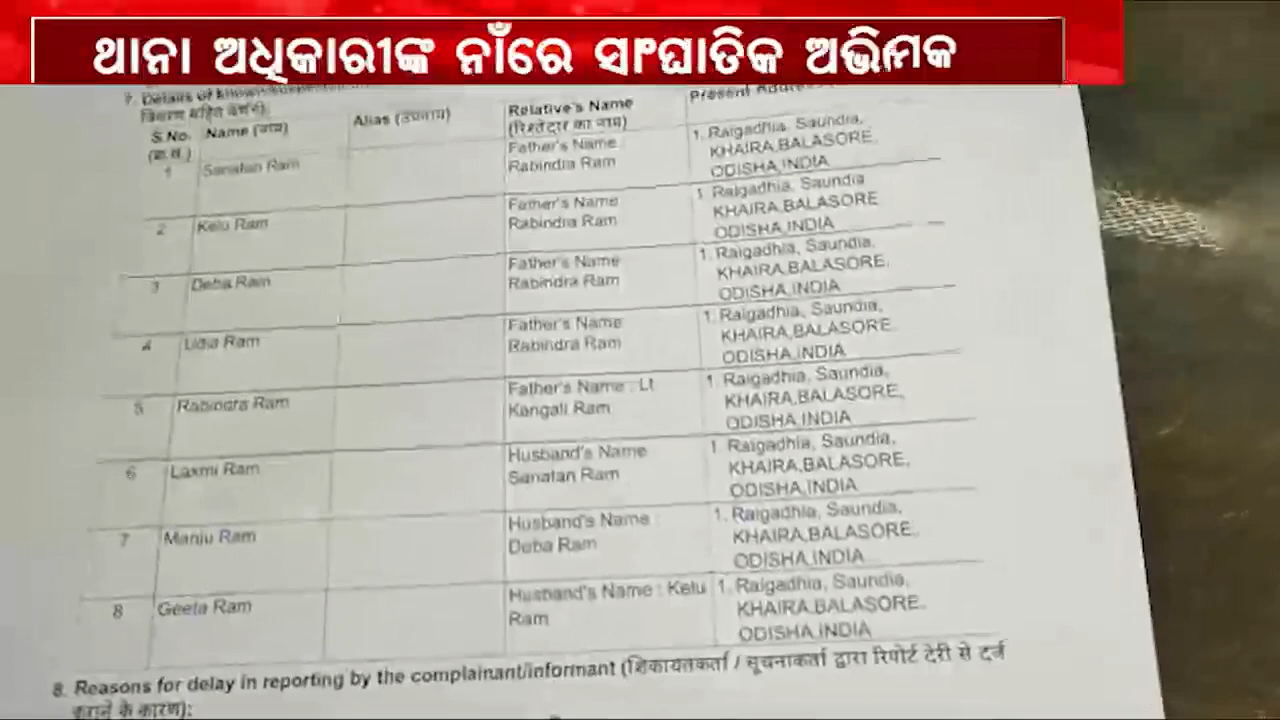 ଥାନା ଅଧିକାରୀଙ୍କ ନାଁରେ ସାଂଘାତିକ
7. Details of
S.No. Name (नाम) Alias (उपनाम) Relative's Name Present
(क्र.सं.) (रिश्तेदार का नाम)
1 Sanatan Ram Father's Name Rabindra Ram 1. Raigadhia, Saundia, KHAIRA,BALASORE, ODISHA,INDIA
2 Kelu Ram Father's Name Rabindra Ram 1. Raigadhia, Saundia KHAIRA,BALASORE ODISHA,INDIA
3 Deba Ram Father's Name Rabindra Ram 1. Raigadhia, Saundia, KHAIRA,BALASORE, ODISHA,INDIA
4 Ram Father's Name Rabindra Ram 1. Raigadhia, Saundia, KHAIRA,BALASORE, ODISHA,INDIA
5 Rabindra Ram Father's Name : Lt Kangali Ram 1. Raigadhia, Saundia, KHAIRA,BALASORE, ODISHA,INDIA
6 Laxmi Ram Husband's Name Sanatan Ram 1. Raigadhia, Saundia, KHAIRA,BALASORE, ODISHA,INDIA
7 Manju Ram Husband's Name : Deba Ram 1. Raigadhia, Saundia, KHAIRA,BALASORE, ODISHA,INDIA
8 Geeta Ram Husband's Name : Kelu Ram 1. Raigadhia, Saundia, KHAIRA,BALASORE, ODISHA,INDIA
8. Reasons for delay in reporting by the complainant/informant (शिकायतकर्ता / सूचनाकर्ता द्वारा रिपोर्ट देरी से दर्ज
कराने के कारण):